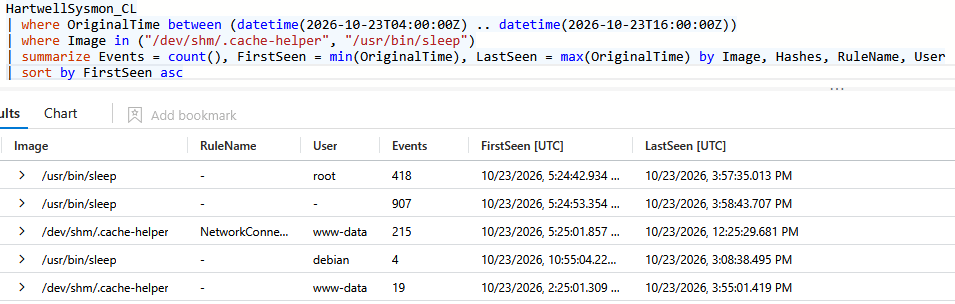 HartwellSysmon_CL
| where OriginalTime between (datetime(2026-10-23T04:00:00Z) .. datetime(2026-10-23T16:00:00Z))
| where Image in ("/dev/shm/.cache-helper", "/usr/bin/sleep")
| summarize Events = count(), FirstSeen = min(OriginalTime), LastSeen = max(OriginalTime) by Image, Hashes, RuleName, User
| sort by FirstSeen asc
...
ults Chart Add bookmark
Image RuleName User Events FirstSeen [UTC] LastSeen [UTC]
/usr/bin/sleep - root 418 10/23/2026, 5:24:42.934 ... 10/23/2026, 3:57:35.013 PM
/usr/bin/sleep - - 907 10/23/2026, 5:24:53.354 ... 10/23/2026, 3:58:43.707 PM
/dev/shm/.cache-helper NetworkConne... www-data 215 10/23/2026, 5:25:01.857 ... 10/23/2026, 12:25:29.681 PM
/usr/bin/sleep - debian 4 10/23/2026, 10:55:04.22... 10/23/2026, 3:08:38.495 PM
/dev/shm/.cache-helper - www-data 19 10/23/2026, 2:25:01.309 ... 10/23/2026, 3:55:01.419 PM